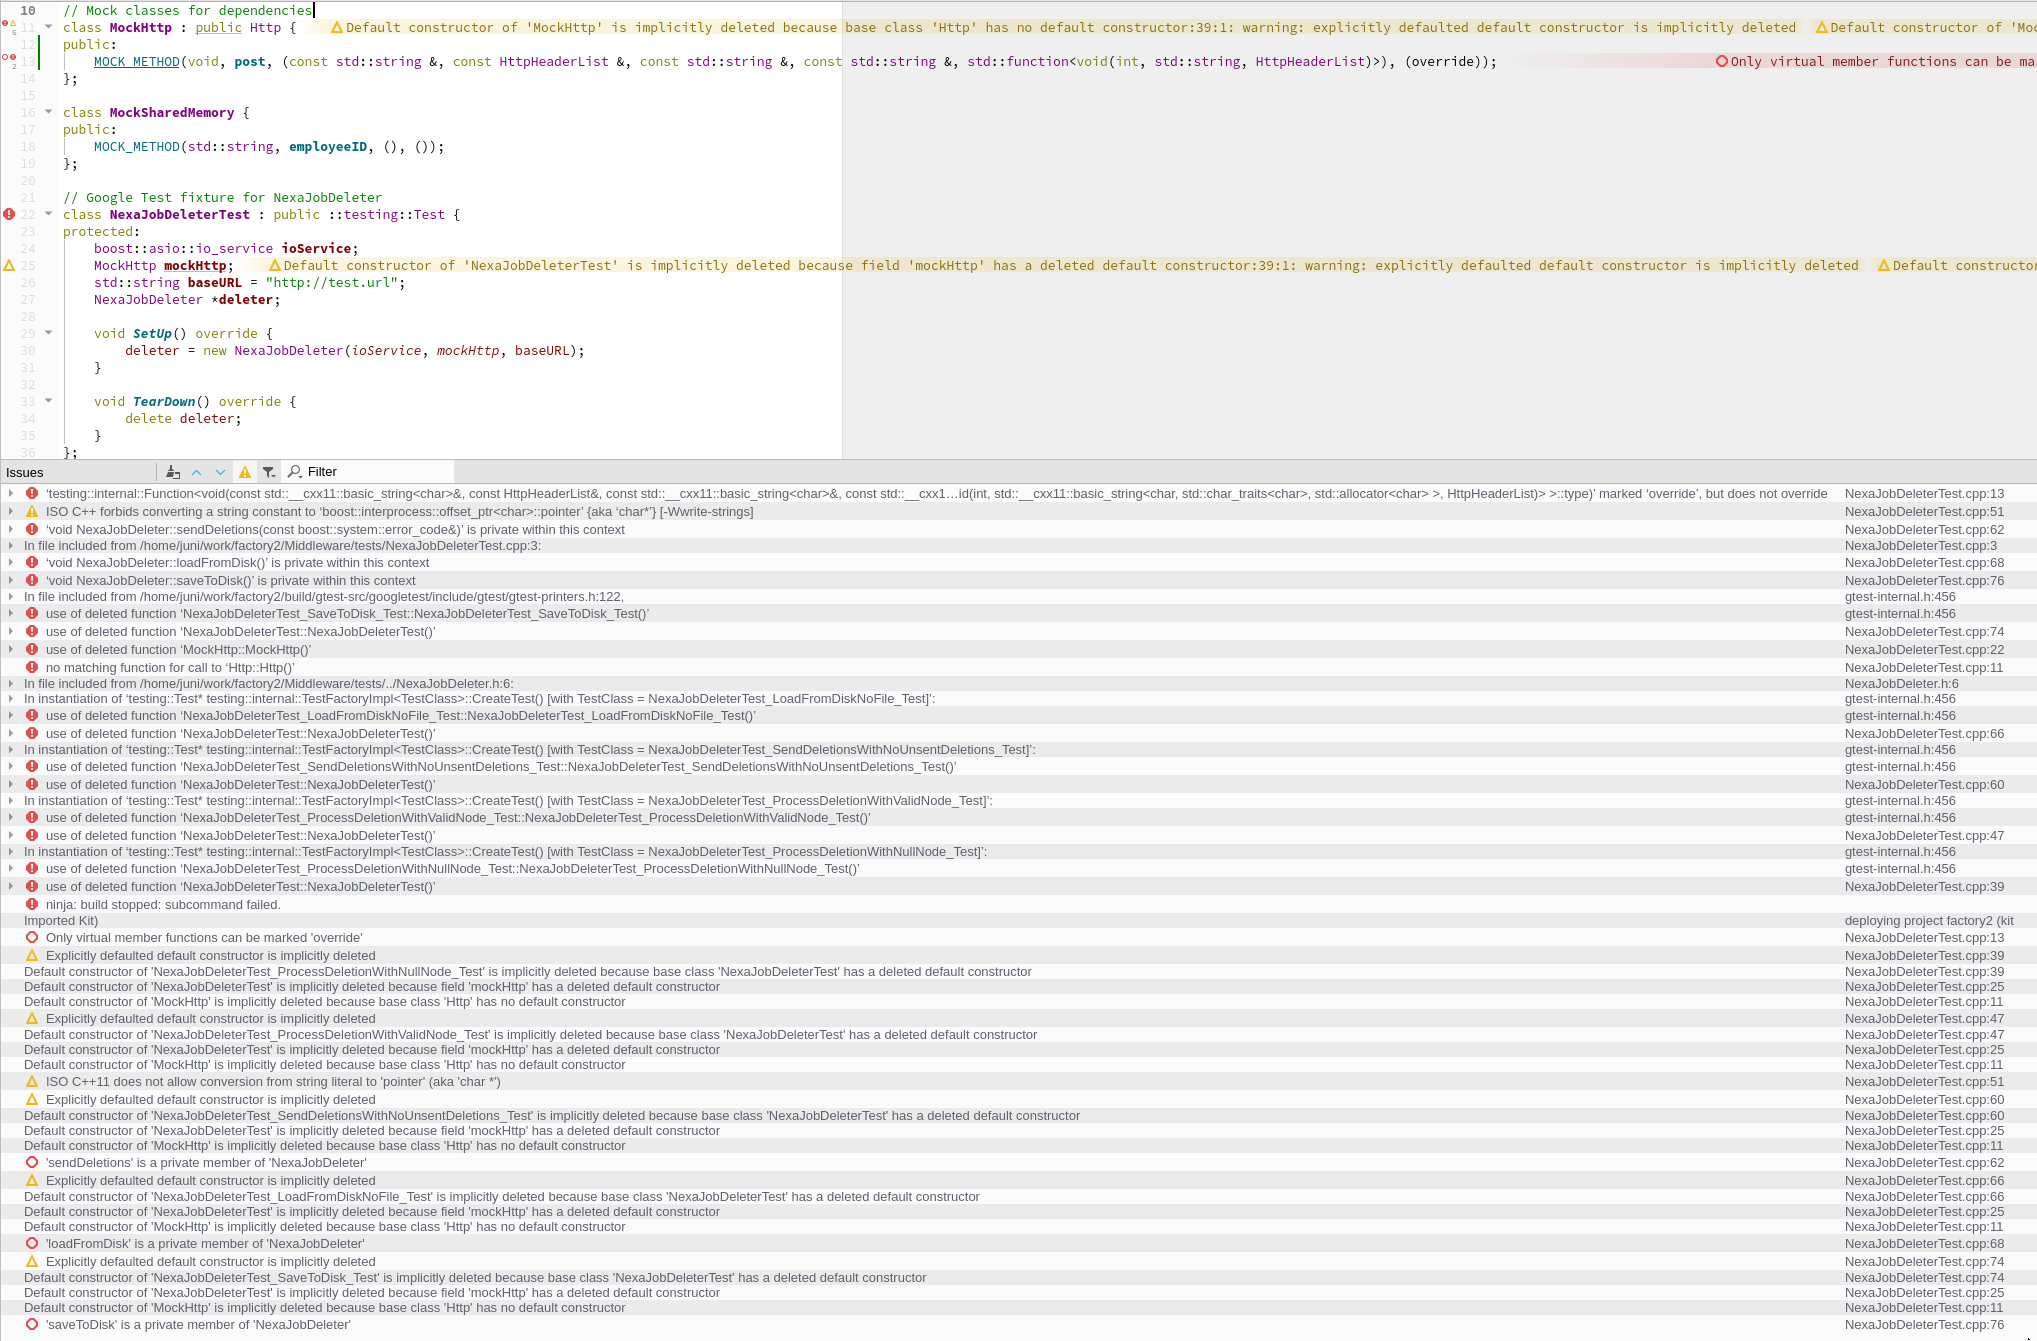 10 // Mock classes for dependencies
11 class MockHttp : public Http { Default constructor of 'MockHttp' is implicitly deleted because base class 'Http' has no default constructor:39:1: warning: explicitly defaulted default constructor is implicitly deleted Default constructor of 'Moc
12 public:
13 MOCK_METHOD(void, post, (const std::string &, const HttpHeaderList &, const std::string &, const std::string &, std::function<void(int, std::string, HttpHeaderList)>), (override)); Only virtual member functions can be ma
14 };
15
16 class MockSharedMemory {
17 public:
18 MOCK_METHOD(std::string, employeeID, (), ());
19 };
20
21 // Google Test fixture for NexaJobDeleter
22 class NexaJobDeleterTest : public ::testing::Test {
23 protected:
24 boost::asio::io_service ioService;
25 MockHttp mockHttp; Default constructor of 'NexaJobDeleterTest' is implicitly deleted because field 'mockHttp' has a deleted default constructor:39:1: warning: explicitly defaulted default constructor is implicitly deleted Default constructor
26 std::string baseURL = "http://test.url";
27 NexaJobDeleter *deleter;
28
29 void SetUp() override {
30 deleter = new NexaJobDeleter(ioService, mockHttp, baseURL);
31 }
32
33 void TearDown() override {
34 delete deleter;
35 }
36 };
Issues Filter
‘testing::internal::Function<void(const std::__cxx11::basic_string<char>&, const HttpHeaderList&, const std::__cxx11::basic_string<char>&, const std::__cxx1…id(int, std::__cxx11::basic_string<char, std::char_traits<char>, std::allocator<char> >, HttpHeaderList)> >::type)’ marked ‘override’, but does not override NexaJobDeleterTest.cpp:13
ISO C++ forbids converting a string constant to ‘boost::interprocess::offset_ptr<char>::pointer’ {aka ‘char*’} [-Wwrite-strings] NexaJobDeleterTest.cpp:51
‘void NexaJobDeleter::sendDeletions(const boost::system::error_code&)’ is private within this context NexaJobDeleterTest.cpp:62
In file included from /home/juni/work/factory2/Middleware/tests/NexaJobDeleterTest.cpp:3: NexaJobDeleterTest.cpp:3
‘void NexaJobDeleter::loadFromDisk()’ is private within this context NexaJobDeleterTest.cpp:68
‘void NexaJobDeleter::saveToDisk()’ is private within this context NexaJobDeleterTest.cpp:76
In file included from /home/juni/work/factory2/build/gtest-src/googletest/include/gtest/gtest-printers.h:122, gtest-internal.h:456
use of deleted function ‘NexaJobDeleterTest_SaveToDisk_Test::NexaJobDeleterTest_SaveToDisk_Test()’ gtest-internal.h:456
use of deleted function ‘NexaJobDeleterTest::NexaJobDeleterTest()’ NexaJobDeleterTest.cpp:74
use of deleted function ‘MockHttp::MockHttp()’ NexaJobDeleterTest.cpp:22
no matching function for call to ‘Http::Http()’ NexaJobDeleterTest.cpp:11
In file included from /home/juni/work/factory2/Middleware/tests/../NexaJobDeleter.h:6: NexaJobDeleter.h:6
In instantiation of ‘testing::Test* testing::internal::TestFactoryImpl<TestClass>::CreateTest() [with TestClass = NexaJobDeleterTest_LoadFromDiskNoFile_Test]’: gtest-internal.h:456
use of deleted function ‘NexaJobDeleterTest_LoadFromDiskNoFile_Test::NexaJobDeleterTest_LoadFromDiskNoFile_Test()’ gtest-internal.h:456
use of deleted function ‘NexaJobDeleterTest::NexaJobDeleterTest()’ NexaJobDeleterTest.cpp:66
In instantiation of ‘testing::Test* testing::internal::TestFactoryImpl<TestClass>::CreateTest() [with TestClass = NexaJobDeleterTest_SendDeletionsWithNoUnsentDeletions_Test]’: gtest-internal.h:456
use of deleted function ‘NexaJobDeleterTest_SendDeletionsWithNoUnsentDeletions_Test::NexaJobDeleterTest_SendDeletionsWithNoUnsentDeletions_Test()’ gtest-internal.h:456
use of deleted function ‘NexaJobDeleterTest::NexaJobDeleterTest()’ NexaJobDeleterTest.cpp:60
In instantiation of ‘testing::Test* testing::internal::TestFactoryImpl<TestClass>::CreateTest() [with TestClass = NexaJobDeleterTest_ProcessDeletionWithValidNode_Test]’: gtest-internal.h:456
use of deleted function ‘NexaJobDeleterTest_ProcessDeletionWithValidNode_Test::NexaJobDeleterTest_ProcessDeletionWithValidNode_Test()’ gtest-internal.h:456
use of deleted function ‘NexaJobDeleterTest::NexaJobDeleterTest()’ NexaJobDeleterTest.cpp:47
In instantiation of ‘testing::Test* testing::internal::TestFactoryImpl<TestClass>::CreateTest() [with TestClass = NexaJobDeleterTest_ProcessDeletionWithNullNode_Test]’: gtest-internal.h:456
use of deleted function ‘NexaJobDeleterTest_ProcessDeletionWithNullNode_Test::NexaJobDeleterTest_ProcessDeletionWithNullNode_Test()’ gtest-internal.h:456
use of deleted function ‘NexaJobDeleterTest::NexaJobDeleterTest()’ NexaJobDeleterTest.cpp:39
ninja: build stopped: subcommand failed.
Imported Kit) deploying project factory2 (kit
Only virtual member functions can be marked 'override' NexaJobDeleterTest.cpp:13
Explicitly defaulted default constructor is implicitly deleted NexaJobDeleterTest.cpp:39
Default constructor of 'NexaJobDeleterTest_ProcessDeletionWithNullNode_Test' is implicitly deleted because base class 'NexaJobDeleterTest' has a deleted default constructor NexaJobDeleterTest.cpp:39
Default constructor of 'NexaJobDeleterTest' is implicitly deleted because field 'mockHttp' has a deleted default constructor NexaJobDeleterTest.cpp:25
Default constructor of 'MockHttp' is implicitly deleted because base class 'Http' has no default constructor NexaJobDeleterTest.cpp:11
Explicitly defaulted default constructor is implicitly deleted NexaJobDeleterTest.cpp:47
Default constructor of 'NexaJobDeleterTest_ProcessDeletionWithValidNode_Test' is implicitly deleted because base class 'NexaJobDeleterTest' has a deleted default constructor NexaJobDeleterTest.cpp:47
Default constructor of 'NexaJobDeleterTest' is implicitly deleted because field 'mockHttp' has a deleted default constructor NexaJobDeleterTest.cpp:25
Default constructor of 'MockHttp' is implicitly deleted because base class 'Http' has no default constructor NexaJobDeleterTest.cpp:11
ISO C++11 does not allow conversion from string literal to 'pointer' (aka 'char *') NexaJobDeleterTest.cpp:51
Explicitly defaulted default constructor is implicitly deleted NexaJobDeleterTest.cpp:60
Default constructor of 'NexaJobDeleterTest_SendDeletionsWithNoUnsentDeletions_Test' is implicitly deleted because base class 'NexaJobDeleterTest' has a deleted default constructor NexaJobDeleterTest.cpp:60
Default constructor of 'NexaJobDeleterTest' is implicitly deleted because field 'mockHttp' has a deleted default constructor NexaJobDeleterTest.cpp:25
Default constructor of 'MockHttp' is implicitly deleted because base class 'Http' has no default constructor NexaJobDeleterTest.cpp:11
'sendDeletions' is a private member of 'NexaJobDeleter' NexaJobDeleterTest.cpp:62
Explicitly defaulted default constructor is implicitly deleted NexaJobDeleterTest.cpp:66
Default constructor of 'NexaJobDeleterTest_LoadFromDiskNoFile_Test' is implicitly deleted because base class 'NexaJobDeleterTest' has a deleted default constructor NexaJobDeleterTest.cpp:66
Default constructor of 'NexaJobDeleterTest' is implicitly deleted because field 'mockHttp' has a deleted default constructor NexaJobDeleterTest.cpp:25
Default constructor of 'MockHttp' is implicitly deleted because base class 'Http' has no default constructor NexaJobDeleterTest.cpp:11
'loadFromDisk' is a private member of 'NexaJobDeleter' NexaJobDeleterTest.cpp:68
Explicitly defaulted default constructor is implicitly deleted NexaJobDeleterTest.cpp:74
Default constructor of 'NexaJobDeleterTest_SaveToDisk_Test' is implicitly deleted because base class 'NexaJobDeleterTest' has a deleted default constructor NexaJobDeleterTest.cpp:74
Default constructor of 'NexaJobDeleterTest' is implicitly deleted because field 'mockHttp' has a deleted default constructor NexaJobDeleterTest.cpp:25
Default constructor of 'MockHttp' is implicitly deleted because base class 'Http' has no default constructor NexaJobDeleterTest.cpp:11
'saveToDisk' is a private member of 'NexaJobDeleter' NexaJobDeleterTest.cpp:76